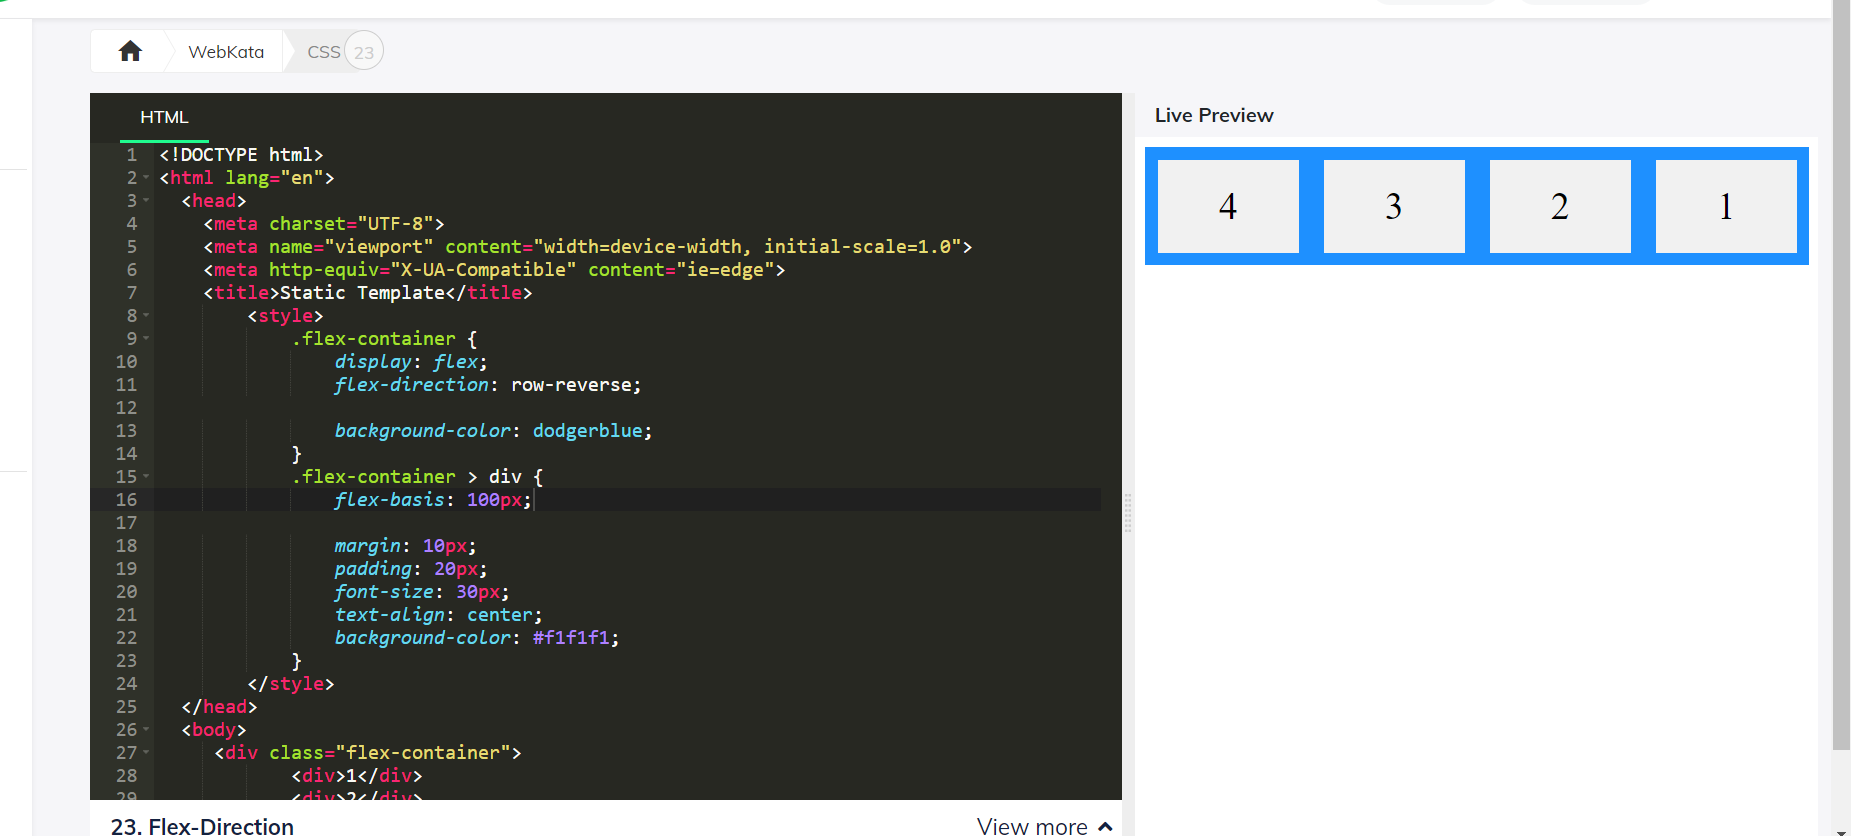 WebKata
CSS 23
HTML
1 <!DOCTYPE html>
2 <html lang="en">
3 <head>
4 <meta charset="UTF-8">
5 <meta name="viewport" content="width=device-width, initial-scale=1.0">
6 <meta http-equiv="X-UA-Compatible" content="ie=edge">
7 <title>Static Template</title>
8 <style>
9 .flex-container {
10 display: flex;
11 flex-direction: row-reverse;
12
13 background-color: dodgerblue;
14 }
15 .flex-container > div {
16 flex-basis: 100px;
17
18 margin: 10px;
19 padding: 20px;
20 font-size: 30px;
21 text-align: center;
22 background-color: #f1f1f1;
23 }
24 </style>
25 </head>
26 <body>
27 <div class="flex-container">
28 <div>1</div>
29 <div>2</div>
23. Flex-Direction
View more
Live Preview
4 3 2 1